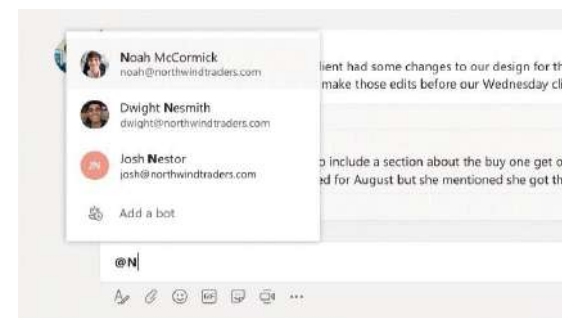 Noah McCormick
noah@northwindtraders.com
Dwight Nesmith
dwight@northwindtraders.com
Josh Nestor
josh@northwindtraders.com
Add a bot
lient had some changes to our design for th
make those edits before our Wednesday cli
o include a section about the buy one get o
ed for August but she mentioned she got th
@N
GIF